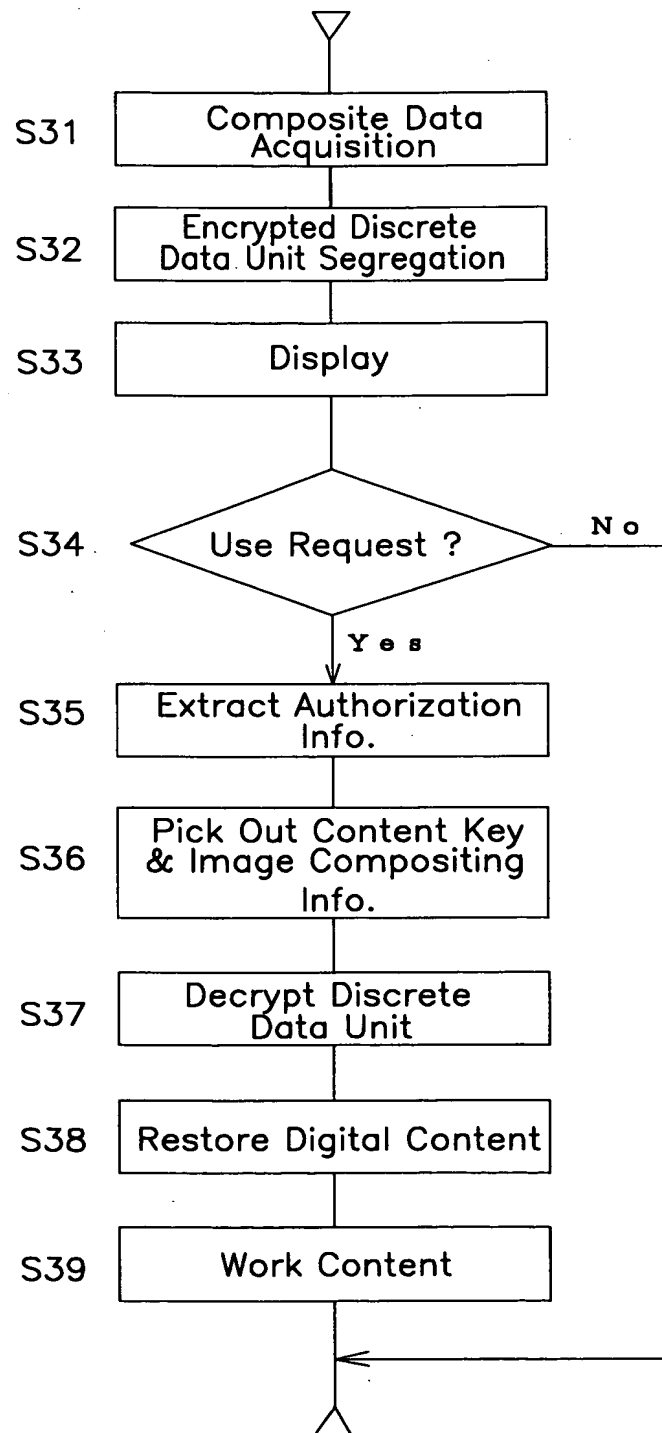 S31
Composite Data
Acquisition
S32
Encrypted Discrete
Data Unit Segregation
S33
Display
S34
Use Request ?
No
Yes
S35
Extract Authorization
Info.
S36
Pick Out Content Key
& Image Compositing
Info.
S37
Decrypt Discrete
Data Unit
S38
Restore Digital Content
S39
Work Content